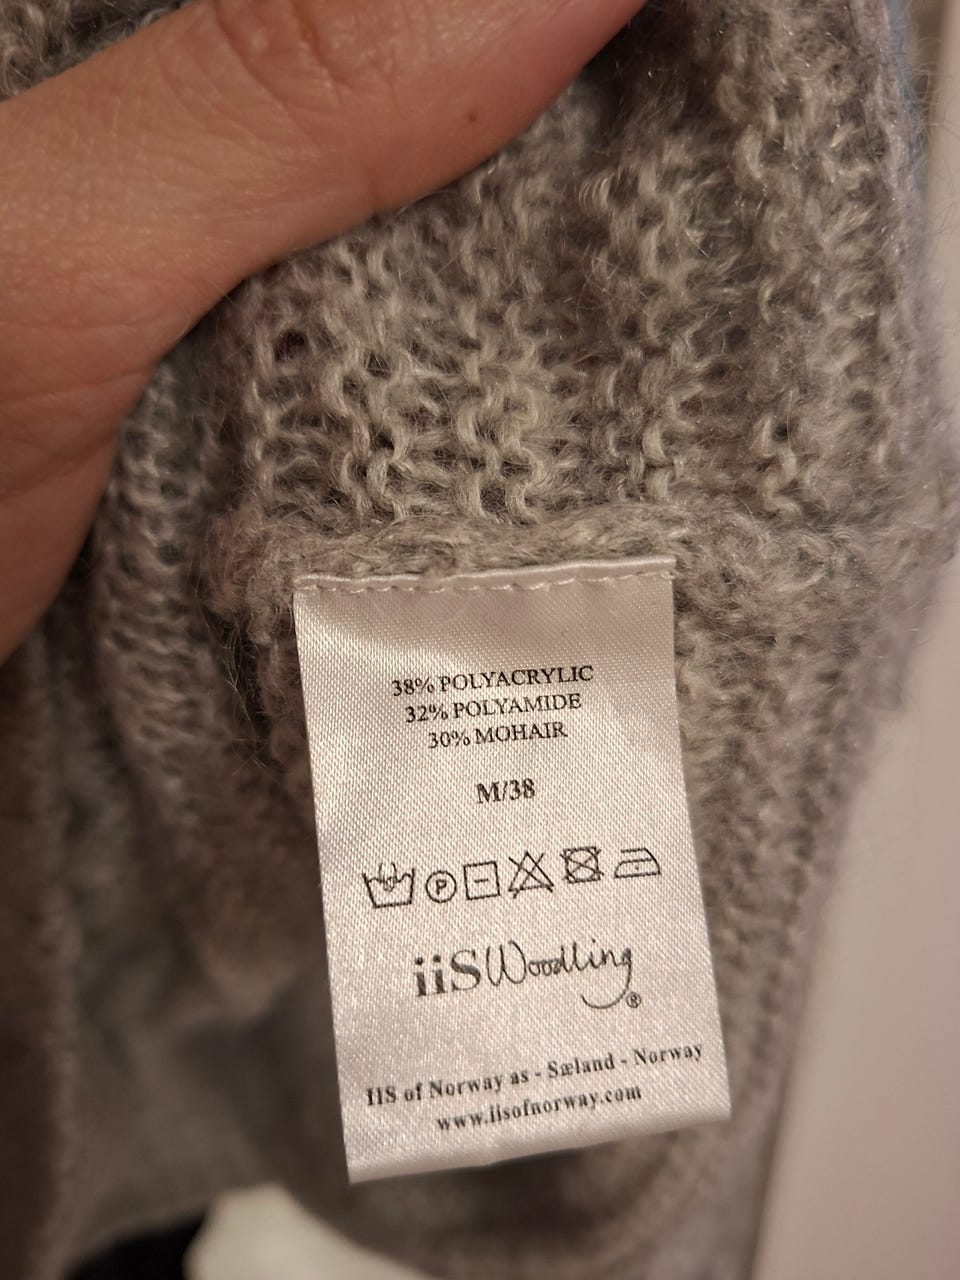 38% POLYACRYLIC
32% POLYAMIDE
30% MOHAIR
M/38
P
iiS Woodling ®
IIS of Norway as - Sæland - Norway
www.iisofnorway.com